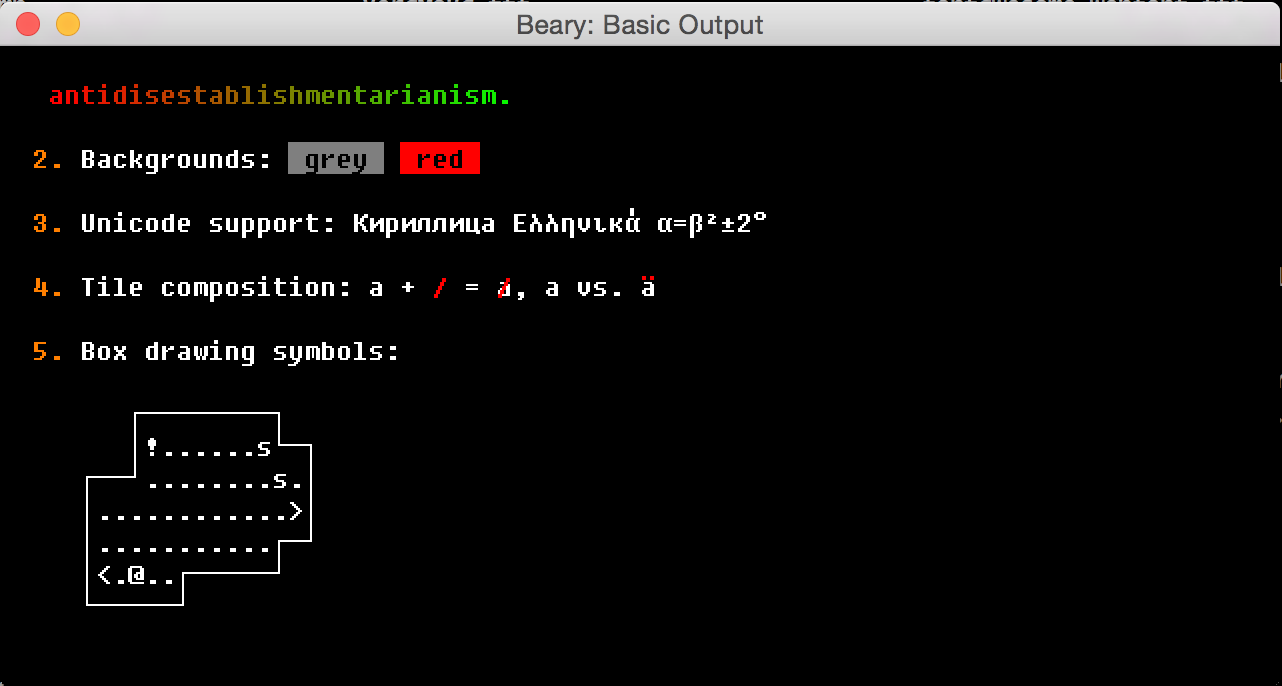 Beary: Basic Output
antidisestablishmentarianism.
2. Backgrounds: grey red
3. Unicode support: Кириллица Ελληνικά α=β²±2°
4. Tile composition: a + / = a̸, a vs. ä
5. Box drawing symbols:
!......s
........s.
............>
...........
<.@..